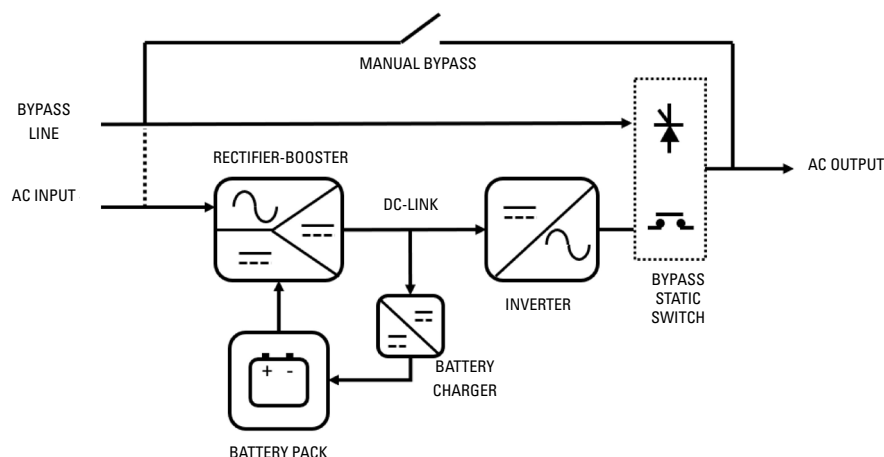 MANUAL BYPASS
BYPASS
LINE
RECTIFIER-BOOSTER
AC INPUT
DC-LINK
AC OUTPUT
INVERTER
BYPASS
STATIC
SWITCH
+ -
BATTERY
CHARGER
BATTERY PACK